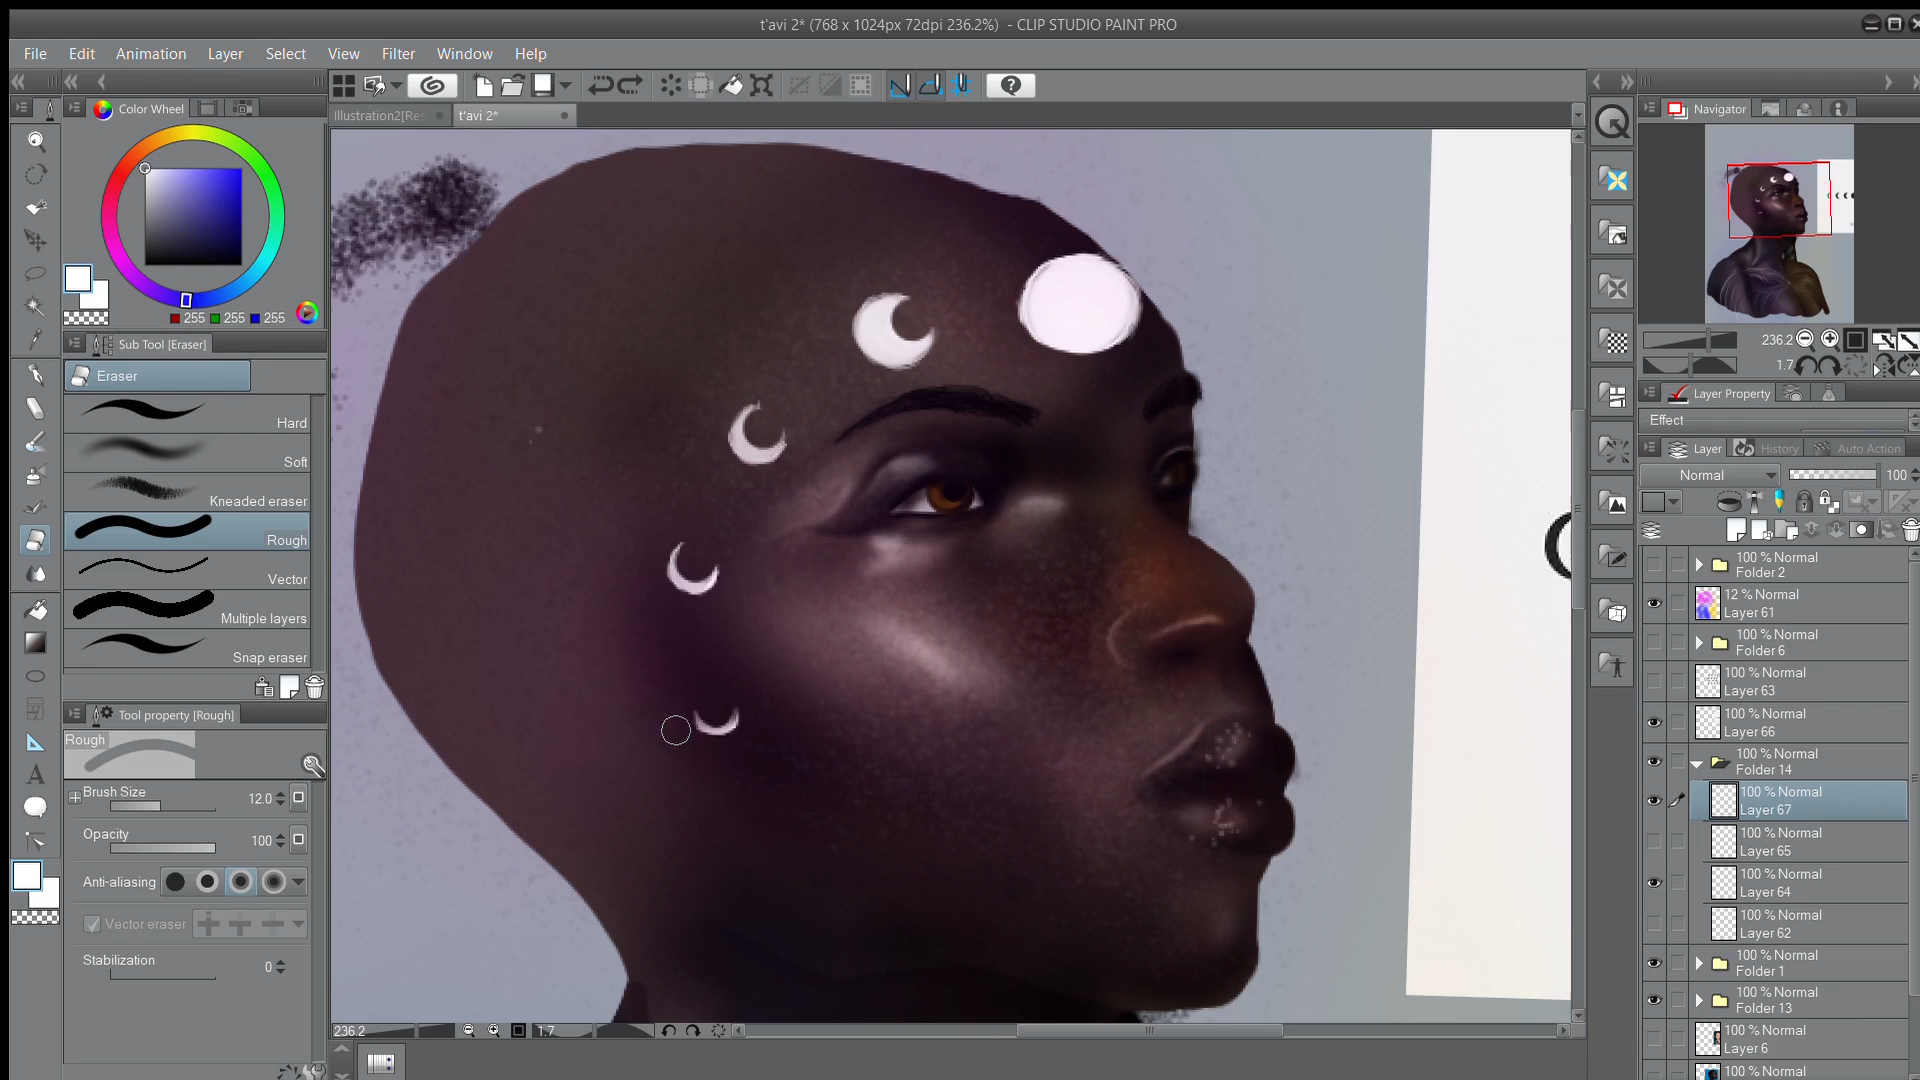 t'avi 2* (768 x 1024px 72dpi 236.2%)  - CLIP STUDIO PAINT PRO
File Edit Animation Layer Select View Filter Window Help
Color Wheel
Illustration2[Res
t'avi 2*
Navigator
255 255 255
Sub Tool [Eraser]
Eraser
Hard
Soft
Kneaded eraser
Rough
Vector
Multiple layers
Snap eraser
Tool property [Rough]
Rough
Brush Size 12.0
Opacity 100
Anti-aliasing
Vector eraser
Stabilization 0
236.2 1.7
236.2
1.7
Layer Property
Effect
Layer History Auto Action
Normal 100
100 % Normal
Folder 2
12 % Normal
Layer 61
100 % Normal
Folder 6
100 % Normal
Layer 63
100 % Normal
Layer 66
100 % Normal
Folder 14
100 % Normal
Layer 67
100 % Normal
Layer 65
100 % Normal
Layer 64
100 % Normal
Layer 62
100 % Normal
Folder 1
100 % Normal
Folder 13
100 % Normal
Layer 6
100 % Normal